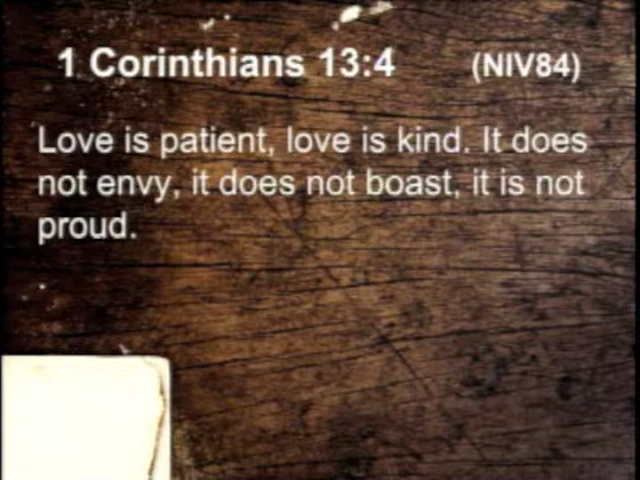 1 Corinthians 13:4 (NIV84)
Love is patient, love is kind. It does
not envy, it does not boast, it is not
proud.